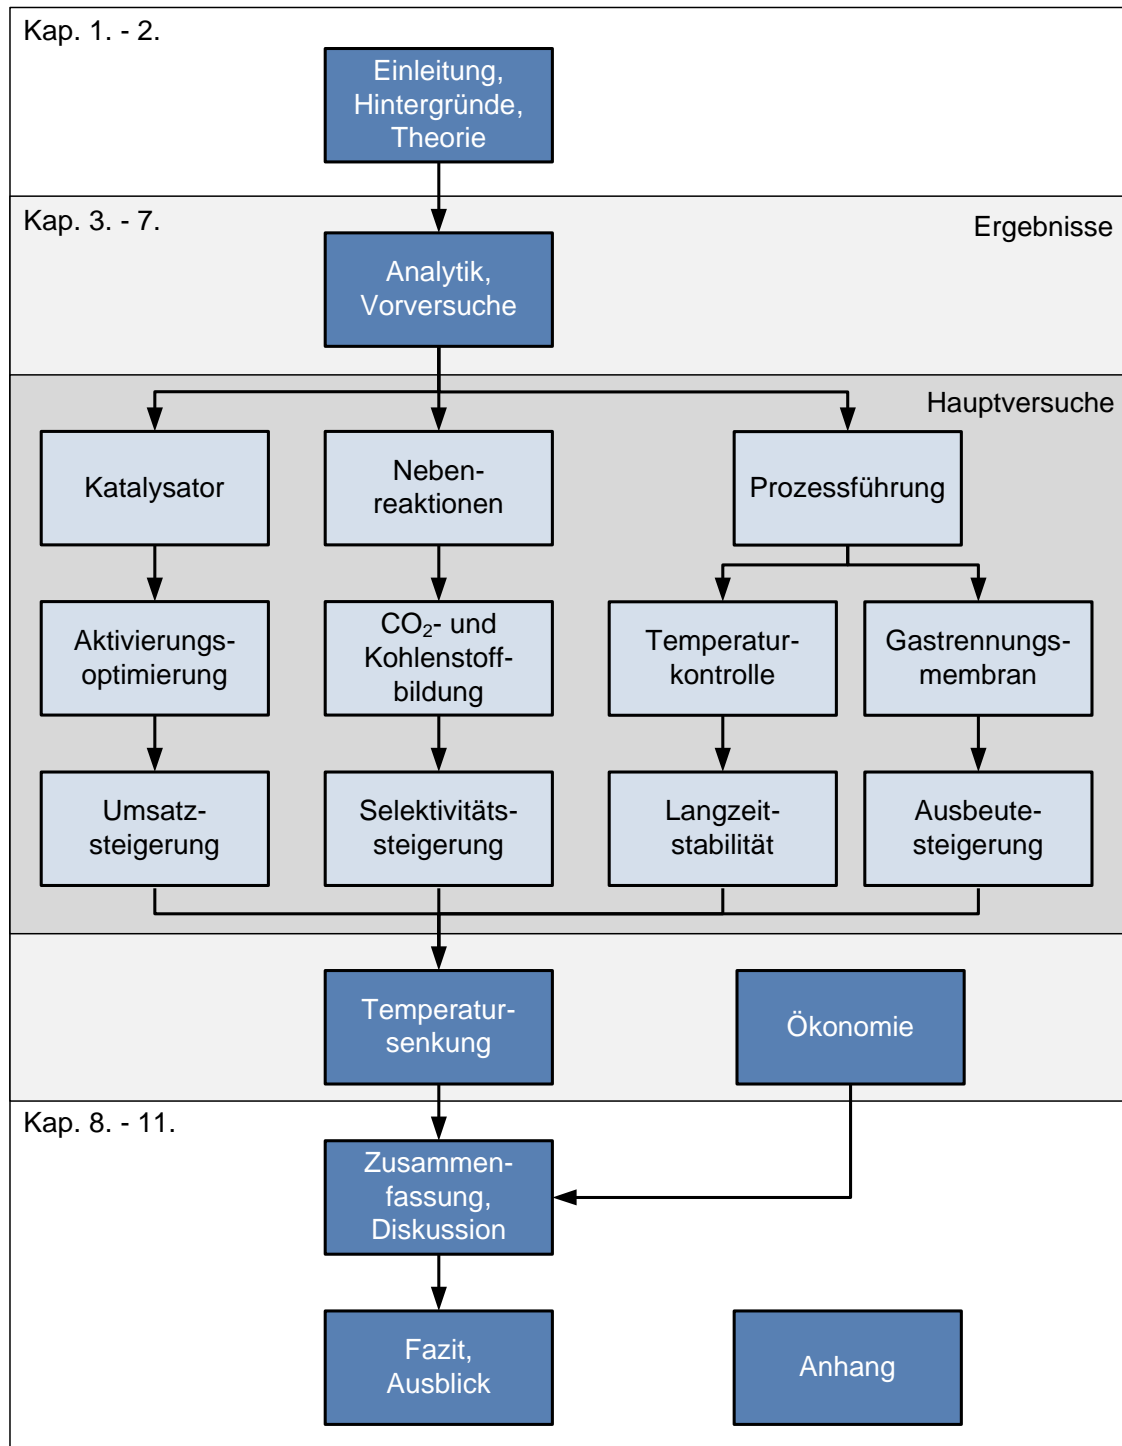 Kap. 1. - 2.
Einleitung,
Hintergründe,
Theorie
Kap. 3. - 7.
Ergebnisse
Analytik,
Vorversuche
Hauptversuche
Katalysator
Neben-
reaktionen
Prozessführung
Aktivierungs-
optimierung
CO₂- und
Kohlenstoff-
bildung
Temperatur-
kontrolle
Gastrennungs-
membran
Umsatz-
steigerung
Selektivitäts-
steigerung
Langzeit-
stabilität
Ausbeute-
steigerung
Temperatur-
senkung
Ökonomie
Kap. 8. - 11.
Zusammen-
fassung,
Diskussion
Fazit,
Ausblick
Anhang